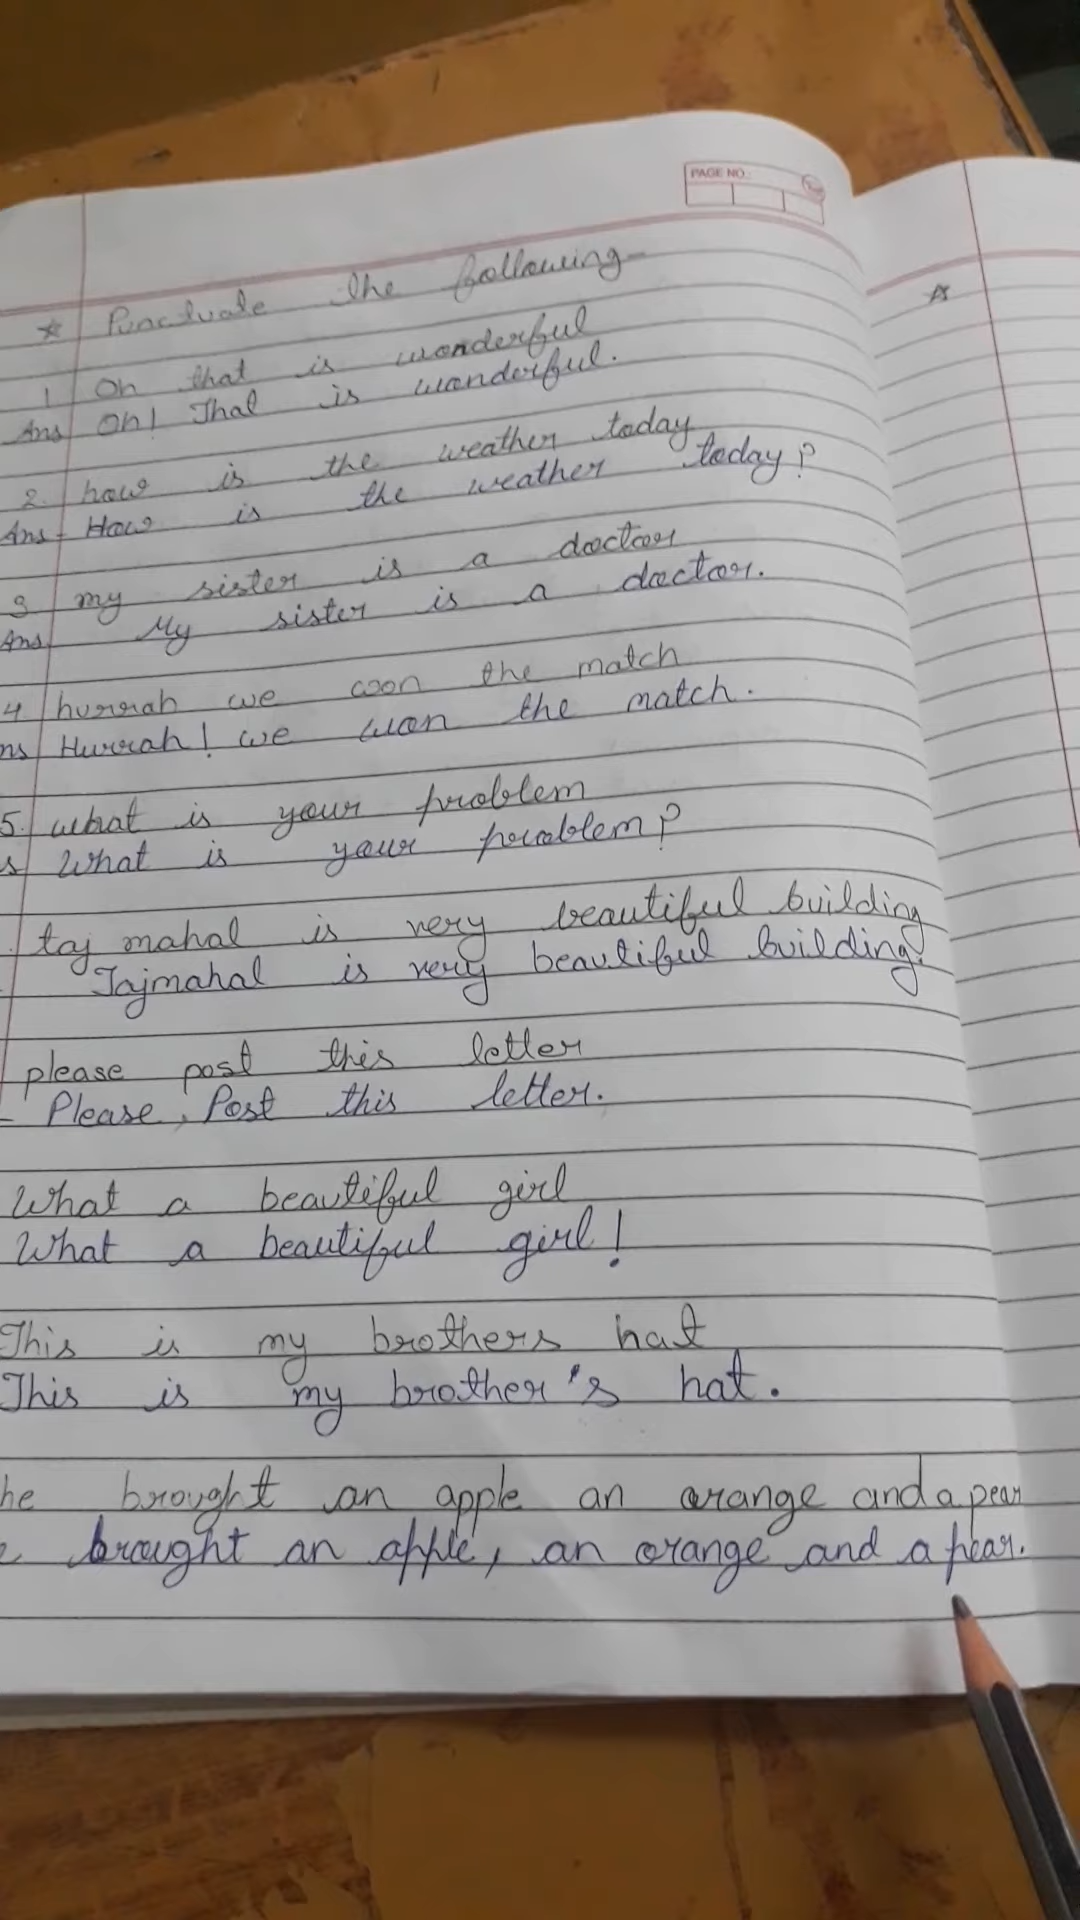 PAGE NO.:
* Punctuate the following
1 Oh that is wonderful
Ans Oh! That is wonderful.
2. how is the weather today
Ans - How is the weather today?
3 my sister is a doctor
Ans My sister is a doctor.
4 hurrah we won the match
ns Hurrah! we won the match.
5. what is your problem
s What is your problem?
taj mahal is very beautiful building
Tajmahal is very beautiful building.
please post this letter
- Please, Post this letter.
What a beautiful girl
What a beautiful girl!
This is my brothers hat
This is my brother's hat.
he brought an apple an orange and a pear
e brought an apple, an orange and a pear.